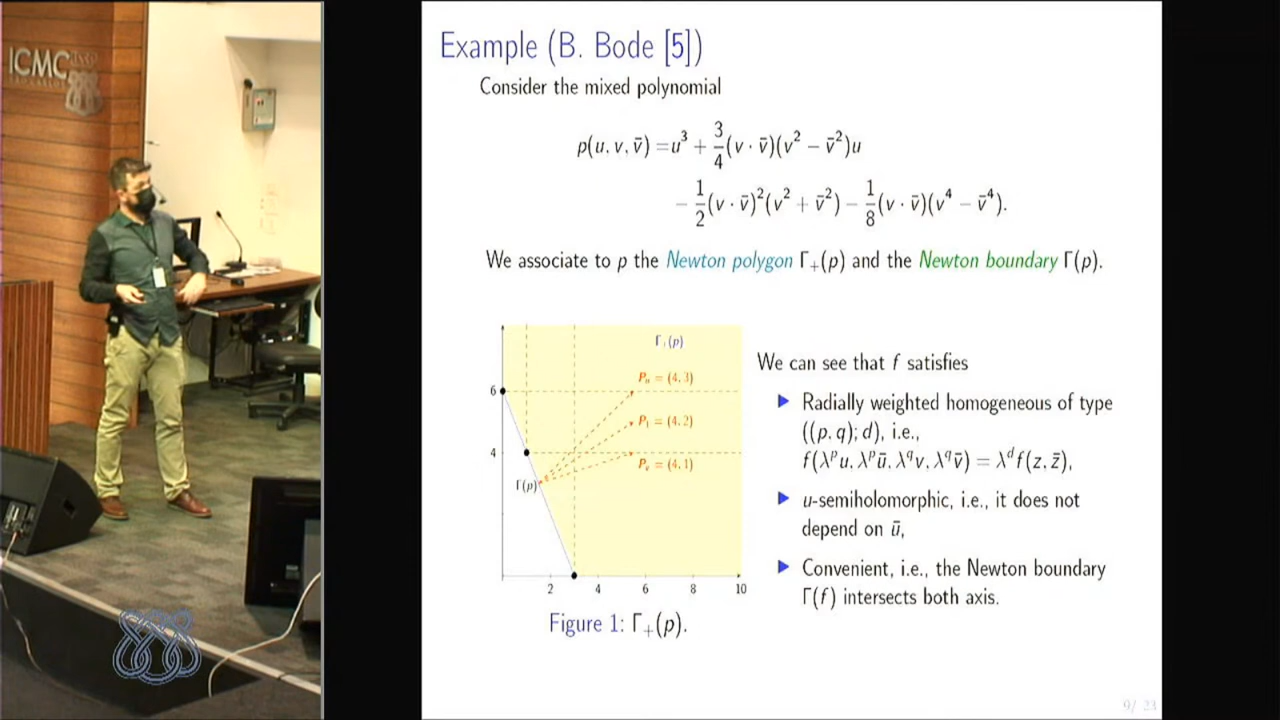 ICMC
Example (B. Bode [5])
Consider the mixed polynomial
p(u, v, v̄) = u³ + 3/4 (v · v̄)(v² − v̄²)u
− 1/2 (v · v̄)²(v² + v̄²) − 1/8 (v · v̄)(v⁴ − v̄⁴).
We associate to p the Newton polygon Γ₊(p) and the Newton boundary Γ(p).
Γ₊(p)
6
P_u = (4, 3)
P_1 = (4, 2)
4
P_v = (4, 1)
Γ(p)
2 4 6 8 10
Figure 1: Γ₊(p).
We can see that f satisfies
Radially weighted homogeneous of type
((p, q); d), i.e.,
f(λᵖu, λᵖū, λ^q v, λ^q v̄) = λᵈf(z, z̄),
u-semiholomorphic, i.e., it does not
depend on ū,
Convenient, i.e., the Newton boundary
Γ(f) intersects both axis.
9/ 23